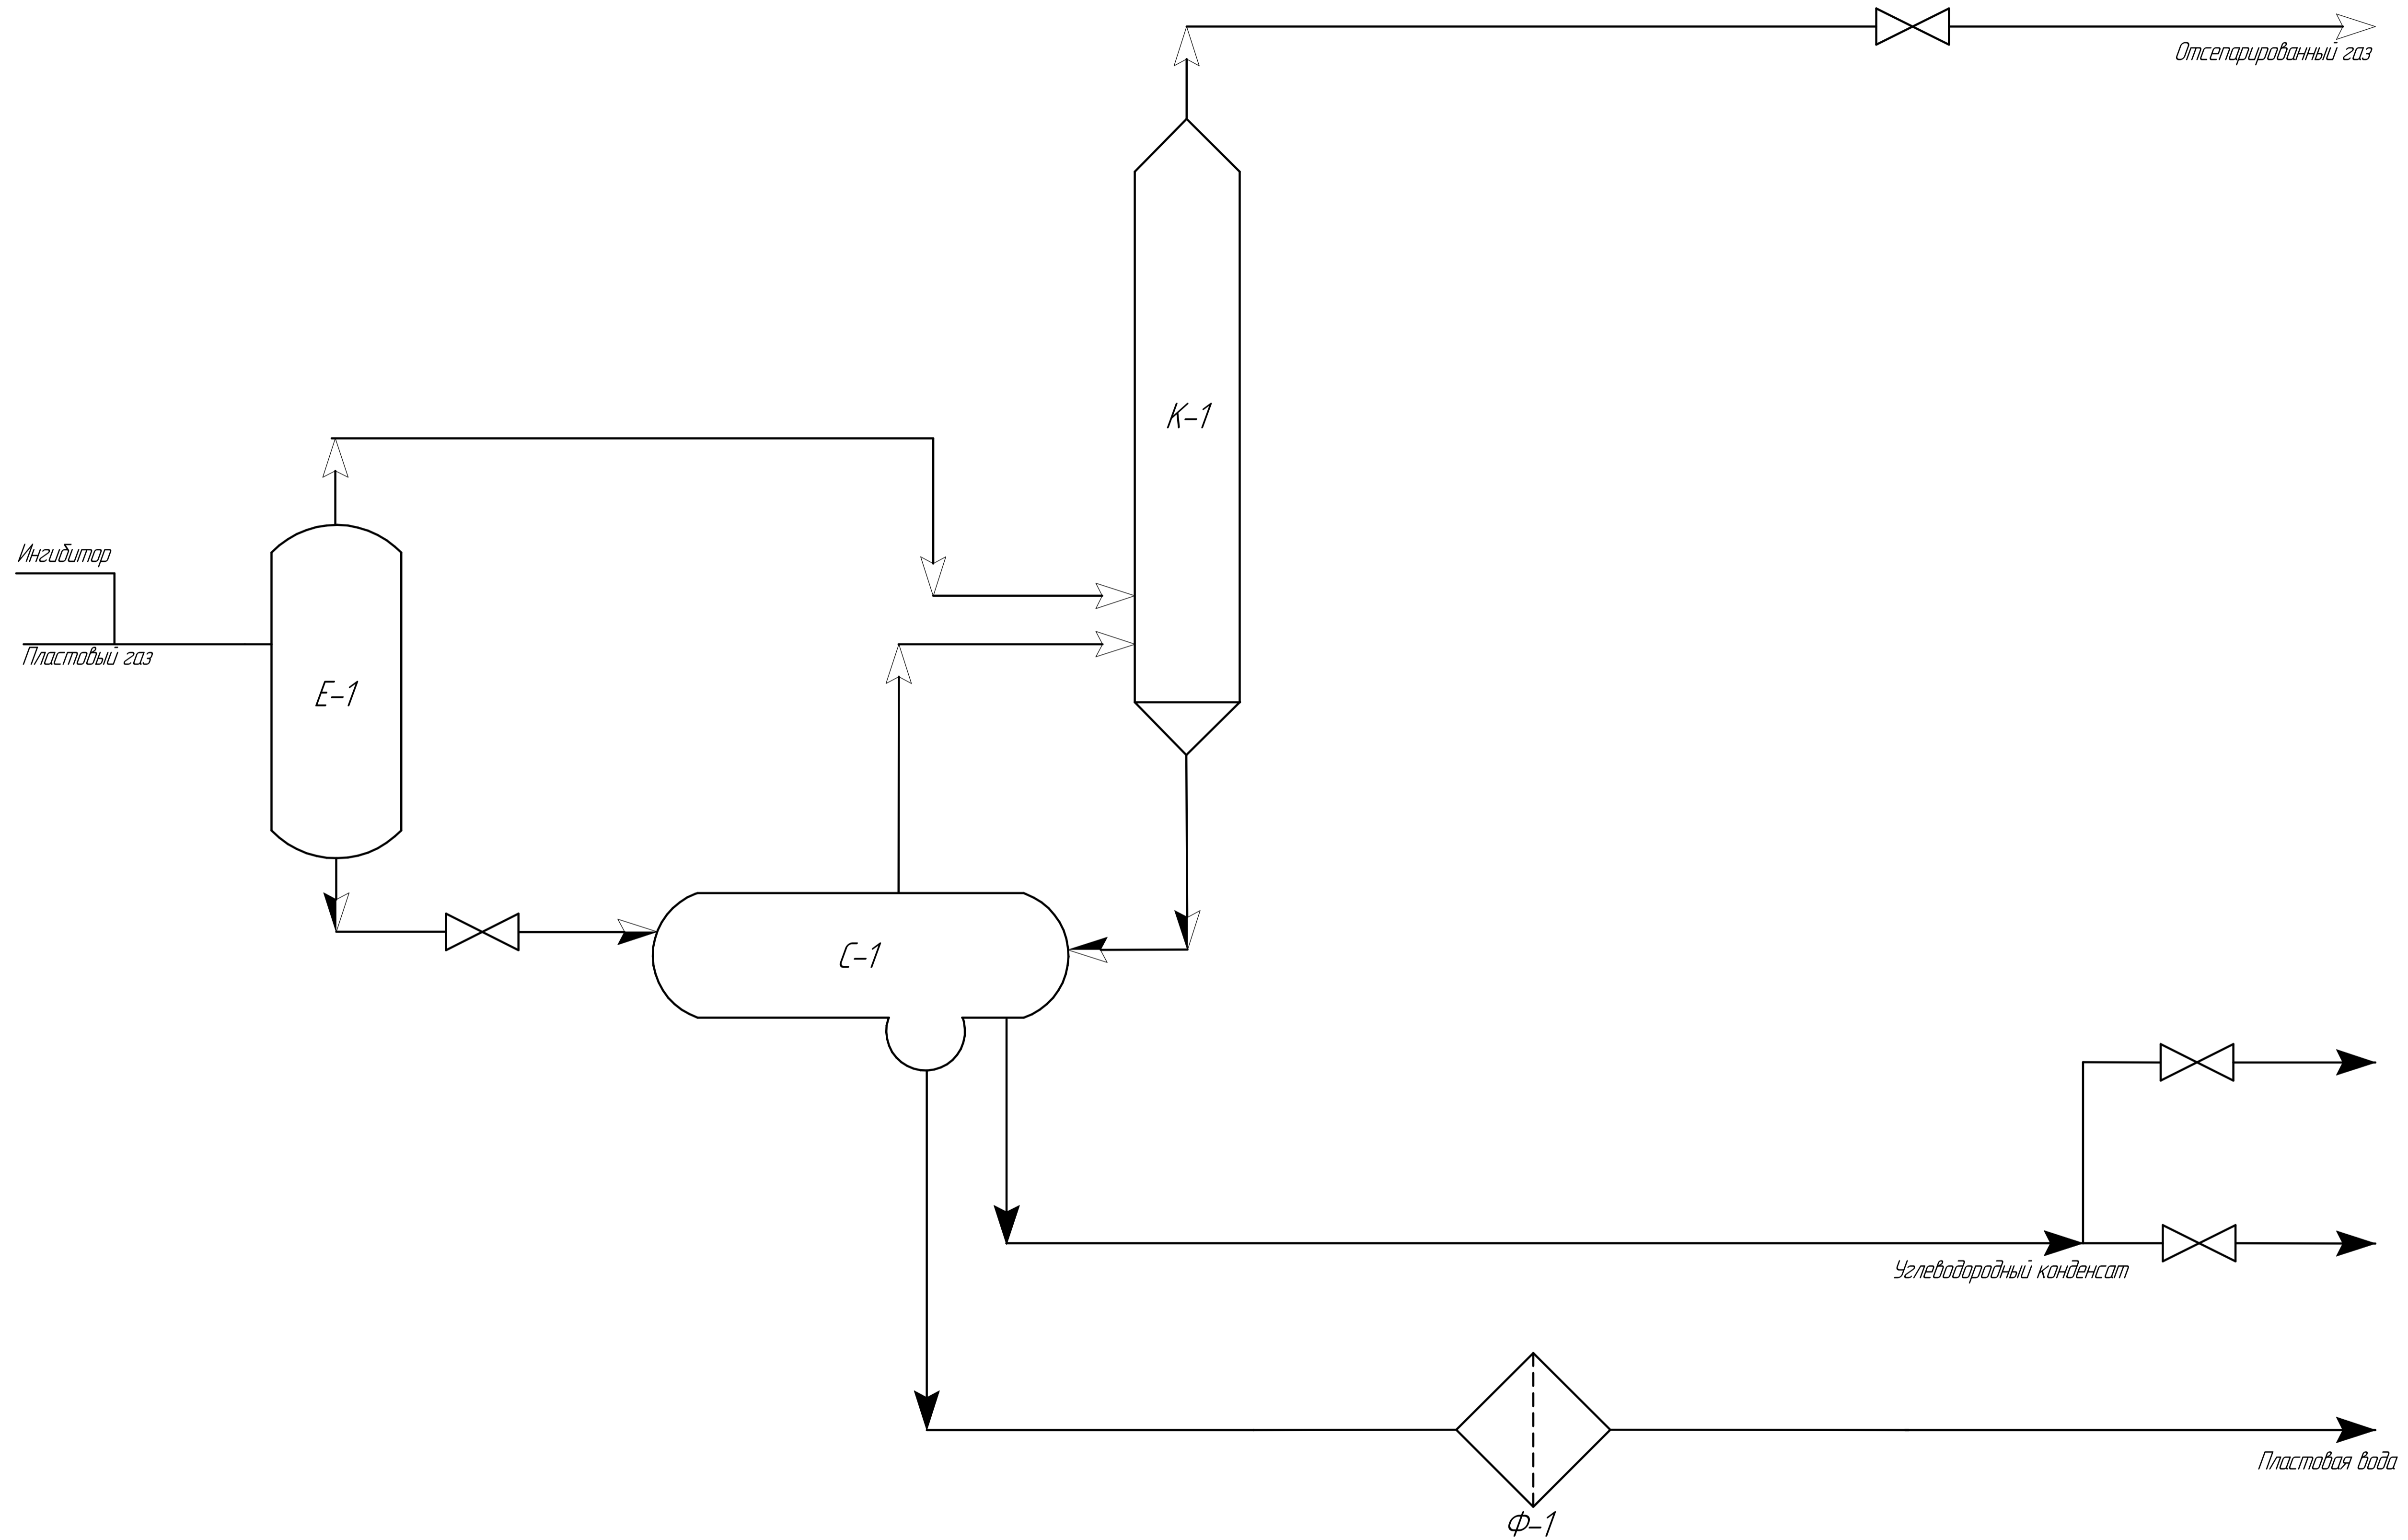 Отсепарированный газ
К-1
Ингибитор
Пластовый газ
Е-1
С-1
Углеводородный конденсат
Пластовая вода
Ф-1